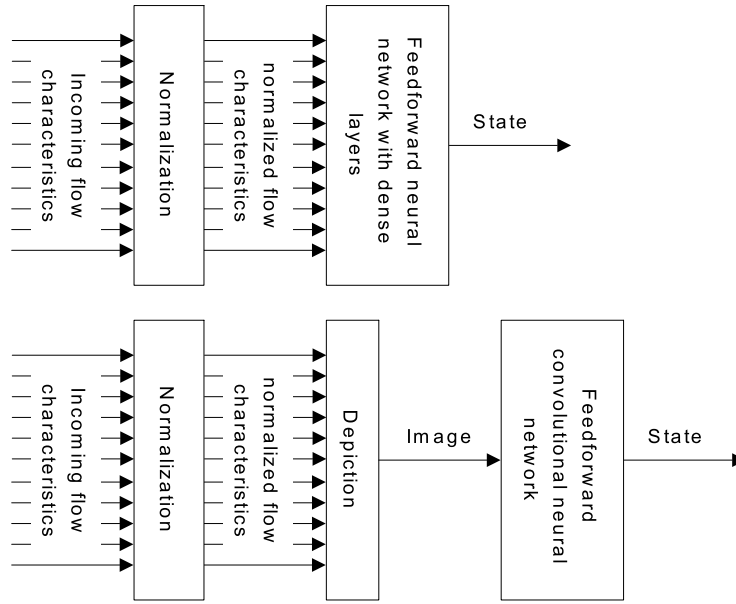 Incoming flow
characteristics
Normalization
normalized flow
characteristics
Feedforward neural
network with dense
layers
State
Incoming flow
characteristics
Normalization
normalized flow
characteristics
Depiction
Image
Feedforward
convolutional neural
network
State